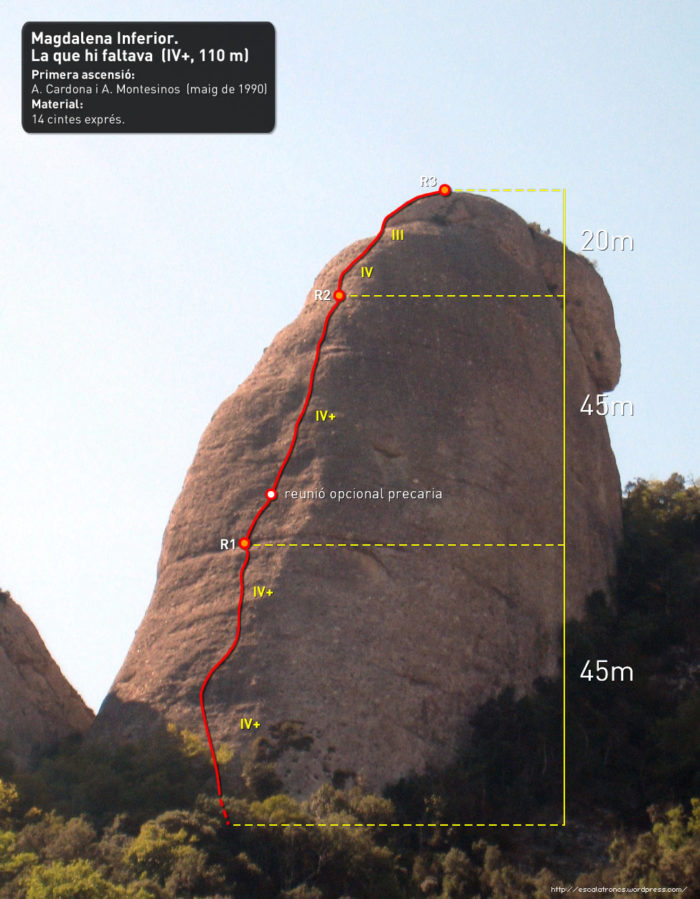 Magdalena Inferior.
La que hi faltava (IV+, 110 m)
Primera ascensió:
A. Cardona i A. Montesinos (maig de 1990)
Material:
14 cintes exprés.
R3
III
20m
IV
R2
45m
IV+
reunió opcional precaria
R1
IV+
45m
IV+
http://escalatroncs.wordpress.com/